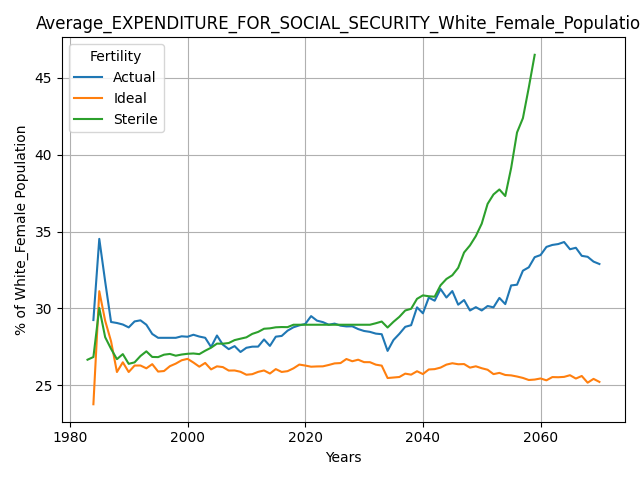 Average_EXPENDITURE_FOR_SOCIAL_SECURITY_White_Female_Populatio
Fertility
Actual
Ideal
Sterile
% of White_Female Population
45
40
35
30
25
1980
2000
2020
2040
2060
Years